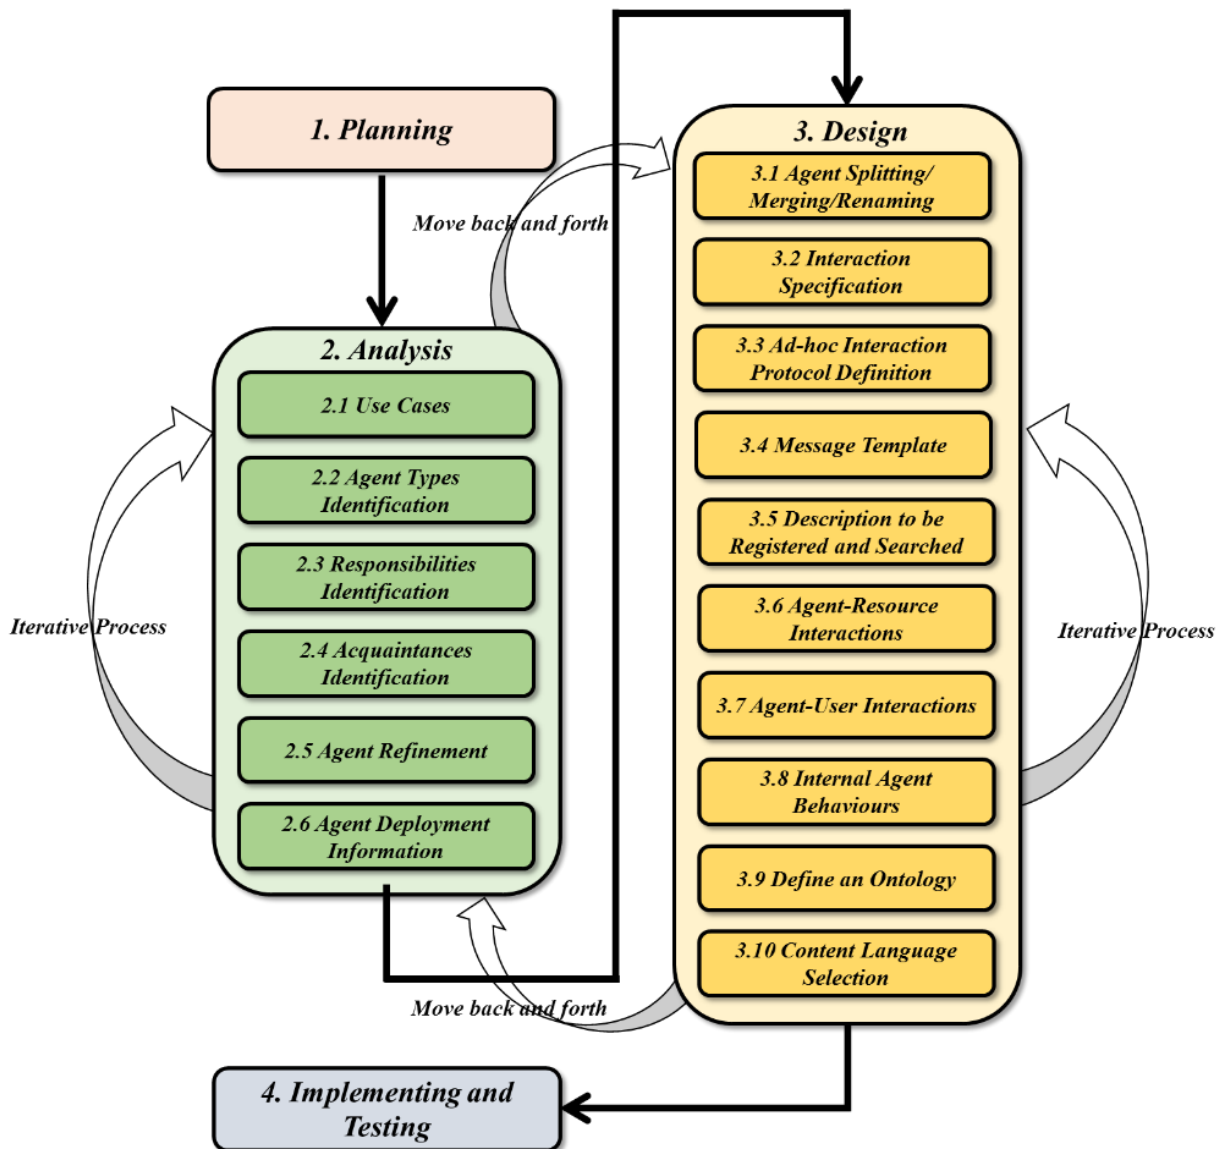 1. Planning
Move back and forth
2. Analysis
2.1 Use Cases
2.2 Agent Types
Identification
2.3 Responsibilities
Identification
2.4 Acquaintances
Identification
2.5 Agent Refinement
2.6 Agent Deployment
Information
Iterative Process
Move back and forth
3. Design
3.1 Agent Splitting/
Merging/Renaming
3.2 Interaction
Specification
3.3 Ad-hoc Interaction
Protocol Definition
3.4 Message Template
3.5 Description to be
Registered and Searched
3.6 Agent-Resource
Interactions
3.7 Agent-User Interactions
3.8 Internal Agent
Behaviours
3.9 Define an Ontology
3.10 Content Language
Selection
Iterative Process
4. Implementing and
Testing